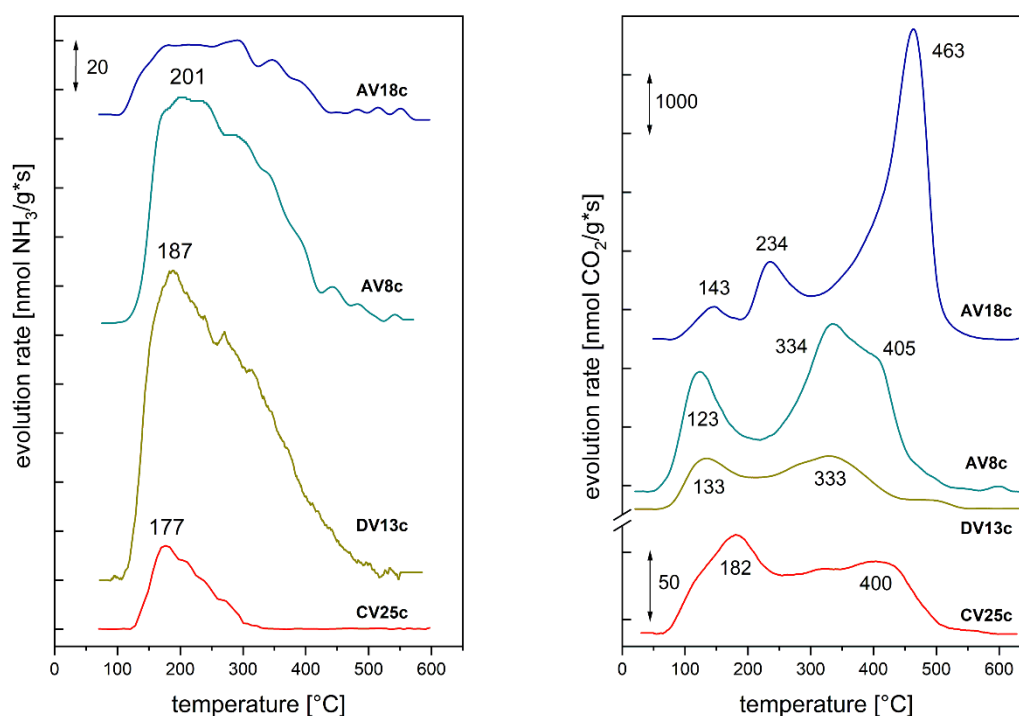 20
AV18c
201
AV8c
187
DV13c
177
CV25c
evolution rate [nmol NH₃/g*s]
0 100 200 300 400 500 600
temperature [°C]
463
1000
234
143
AV18c
334
405
123
AV8c
133
333
DV13c
50
182
400
CV25c
evolution rate [nmol CO₂/g*s]
0 100 200 300 400 500 600
temperature [°C]